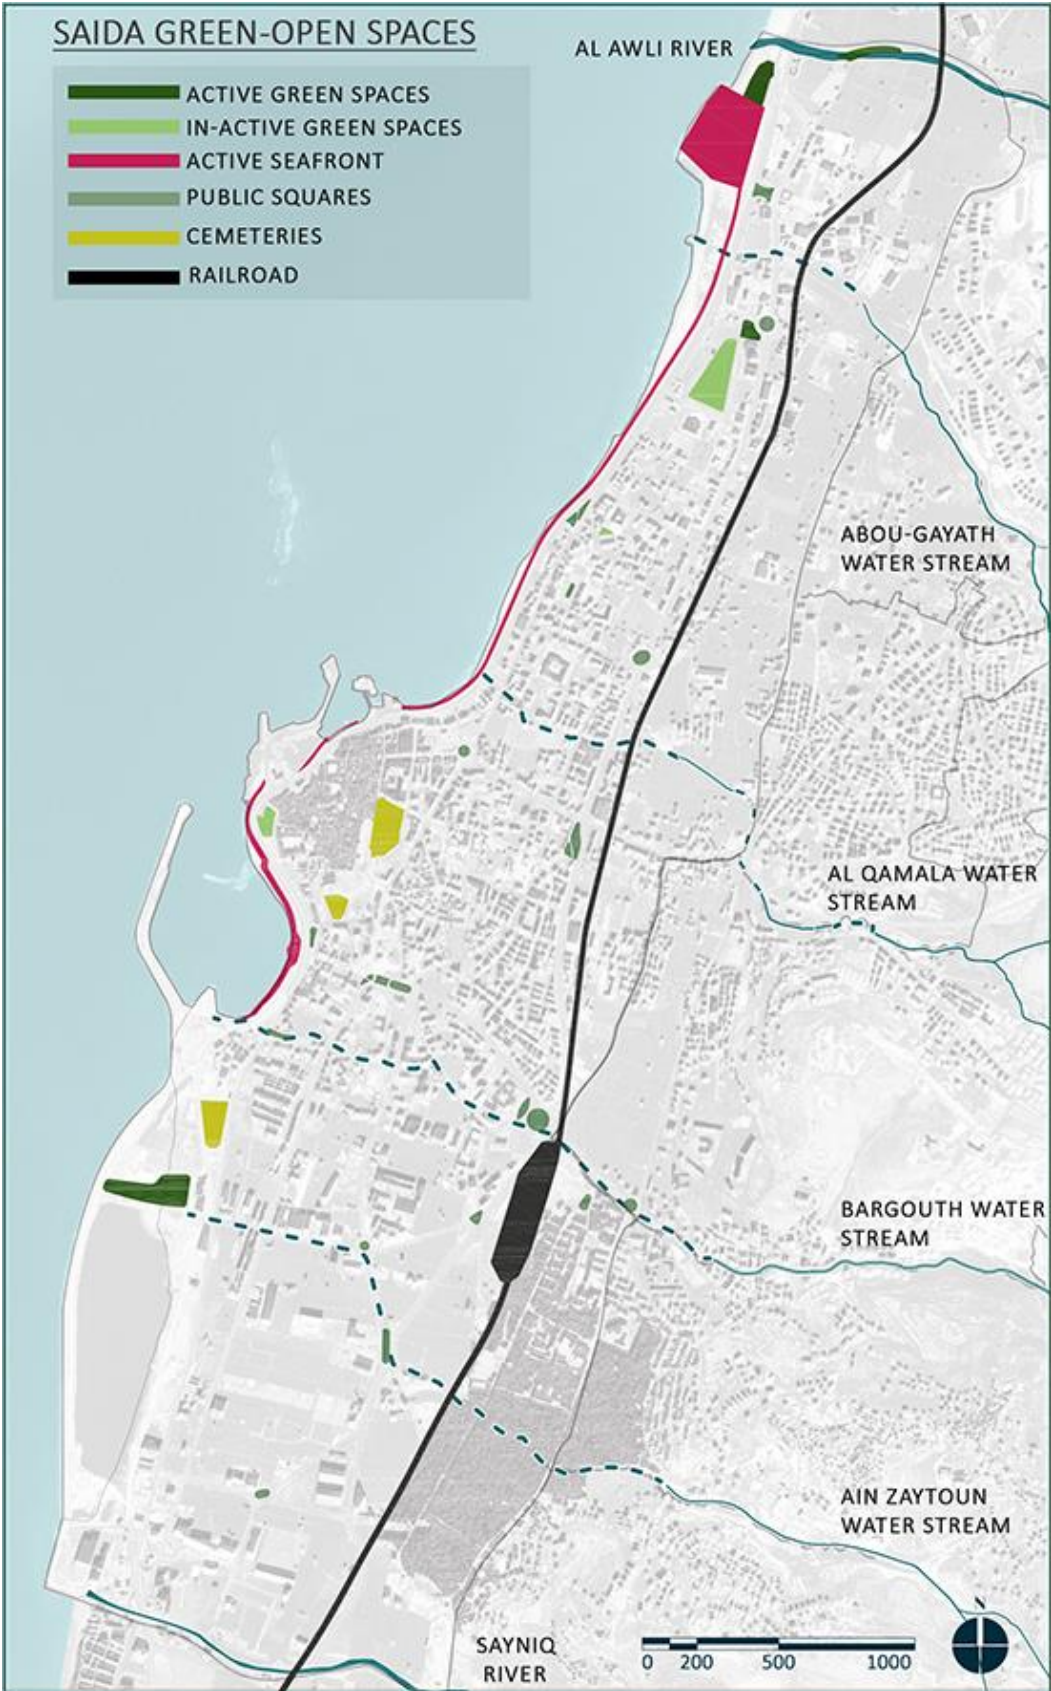 SAIDA GREEN-OPEN SPACES
ACTIVE GREEN SPACES
IN-ACTIVE GREEN SPACES
ACTIVE SEAFRONT
PUBLIC SQUARES
CEMETERIES
RAILROAD
AL AWLI RIVER
ABOU-GAYATH
WATER STREAM
AL QAMALA WATER
STREAM
BARGOUTH WATER
STREAM
AIN ZAYTOUN
WATER STREAM
SAYNIQ
RIVER
0 200 500 1000